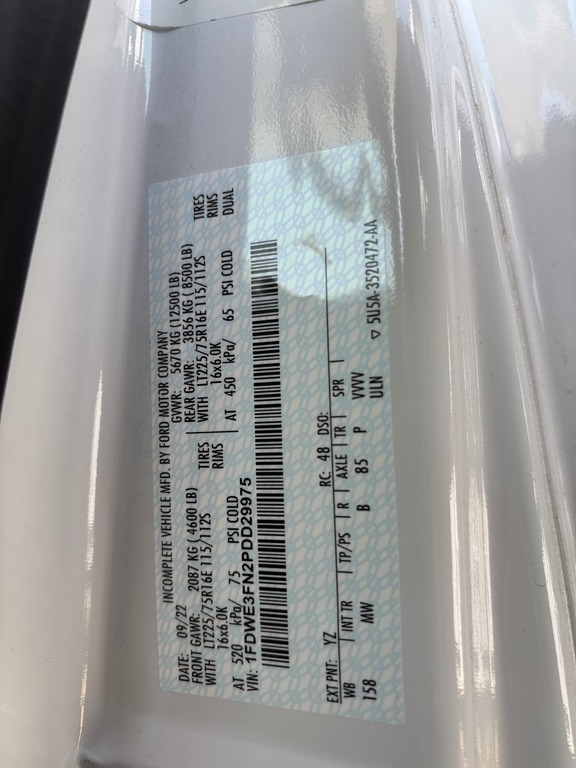 INCOMPLETE VEHICLE MFD. BY FORD MOTOR COMPANY
DATE: 09/22 GVWR: 5670 KG (12500 LB)
FRONT GAWR: 2087 KG ( 4600 LB) REAR GAWR: 3856 KG ( 8500 LB)
WITH LT225/75R16E 115/112S TIRES WITH LT225/75R16E 115/112S TIRES
16x6.0K RIMS 16x6.0K RIMS
AT 520 kPa/ 75 PSI COLD AT 450 kPa/ 65 PSI COLD DUAL
VIN: 1FDWE3FN2PDD29975
EXT PNT: YZ RC: 48 DSO:
WB INT TR TP/PS R AXLE TR SPR
158 MW B 85 P VVV
ULN
▽ 5U5A-3520472-AA